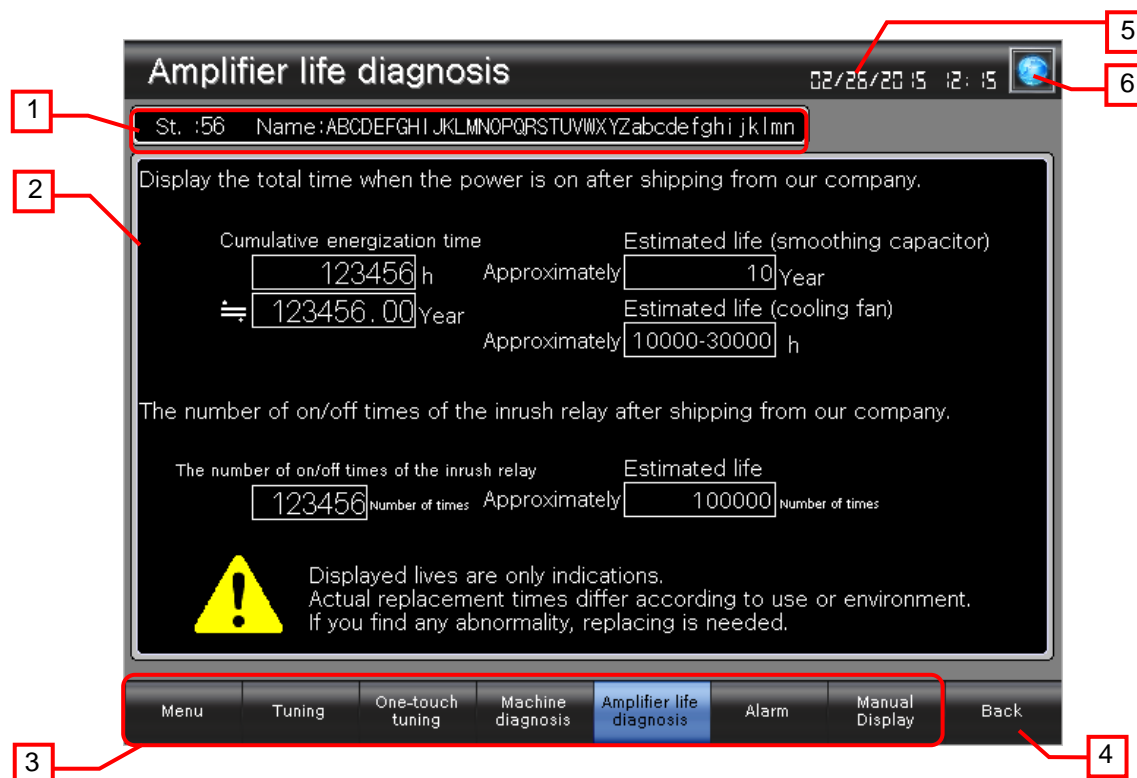 5
Amplifier life diagnosis
02/26/2015 12:15
6
1
St. :56 Name:ABCDEFGHIJKLMNOPQRSTUVWXYZabcdefghijklmn
2
Display the total time when the power is on after shipping from our company.
Cumulative energization time
Estimated life (smoothing capacitor)
123456 h
Approximately 10 Year
≒ 123456.00 Year
Estimated life (cooling fan)
Approximately 10000-30000 h
The number of on/off times of the inrush relay after shipping from our company.
The number of on/off times of the inrush relay
Estimated life
123456 Number of times
Approximately 100000 Number of times
Displayed lives are only indications.
Actual replacement times differ according to use or environment.
If you find any abnormality, replacing is needed.
Menu
Tuning
One-touch
tuning
Machine
diagnosis
Amplifier life
diagnosis
Alarm
Manual
Display
Back
3
4